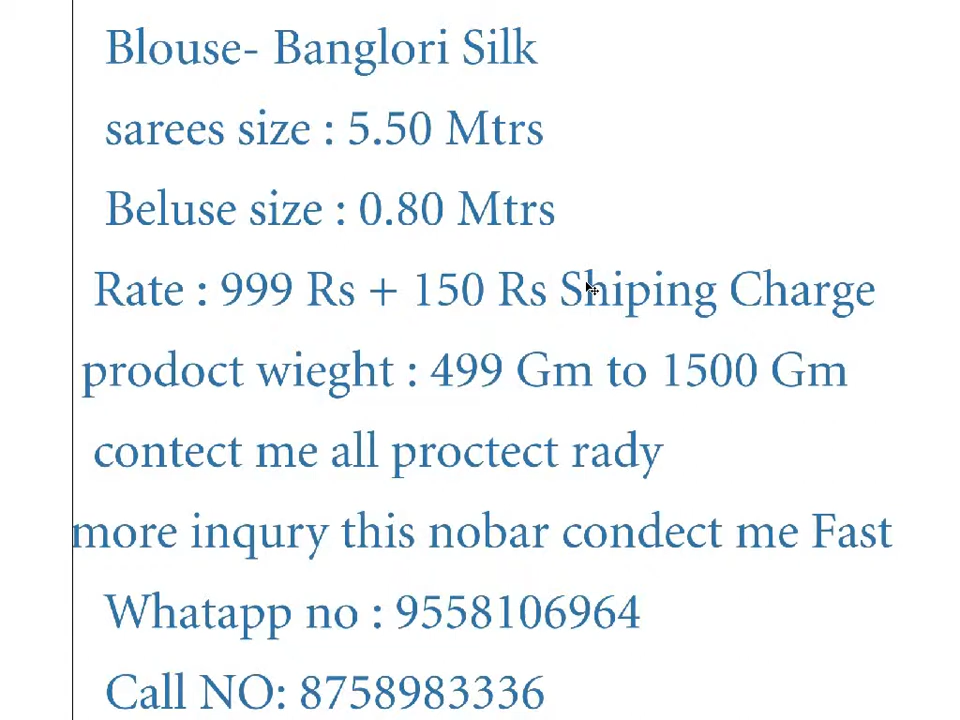 Blouse- Banglori Silk
sarees size : 5.50 Mtrs
Beluse size : 0.80 Mtrs
Rate : 999 Rs + 150 Rs Shiping Charge
prodoct wieght : 499 Gm to 1500 Gm
contect me all proctect rady
more inqury this nobar condect me Fast
Whatapp no : 9558106964
Call NO: 8758983336